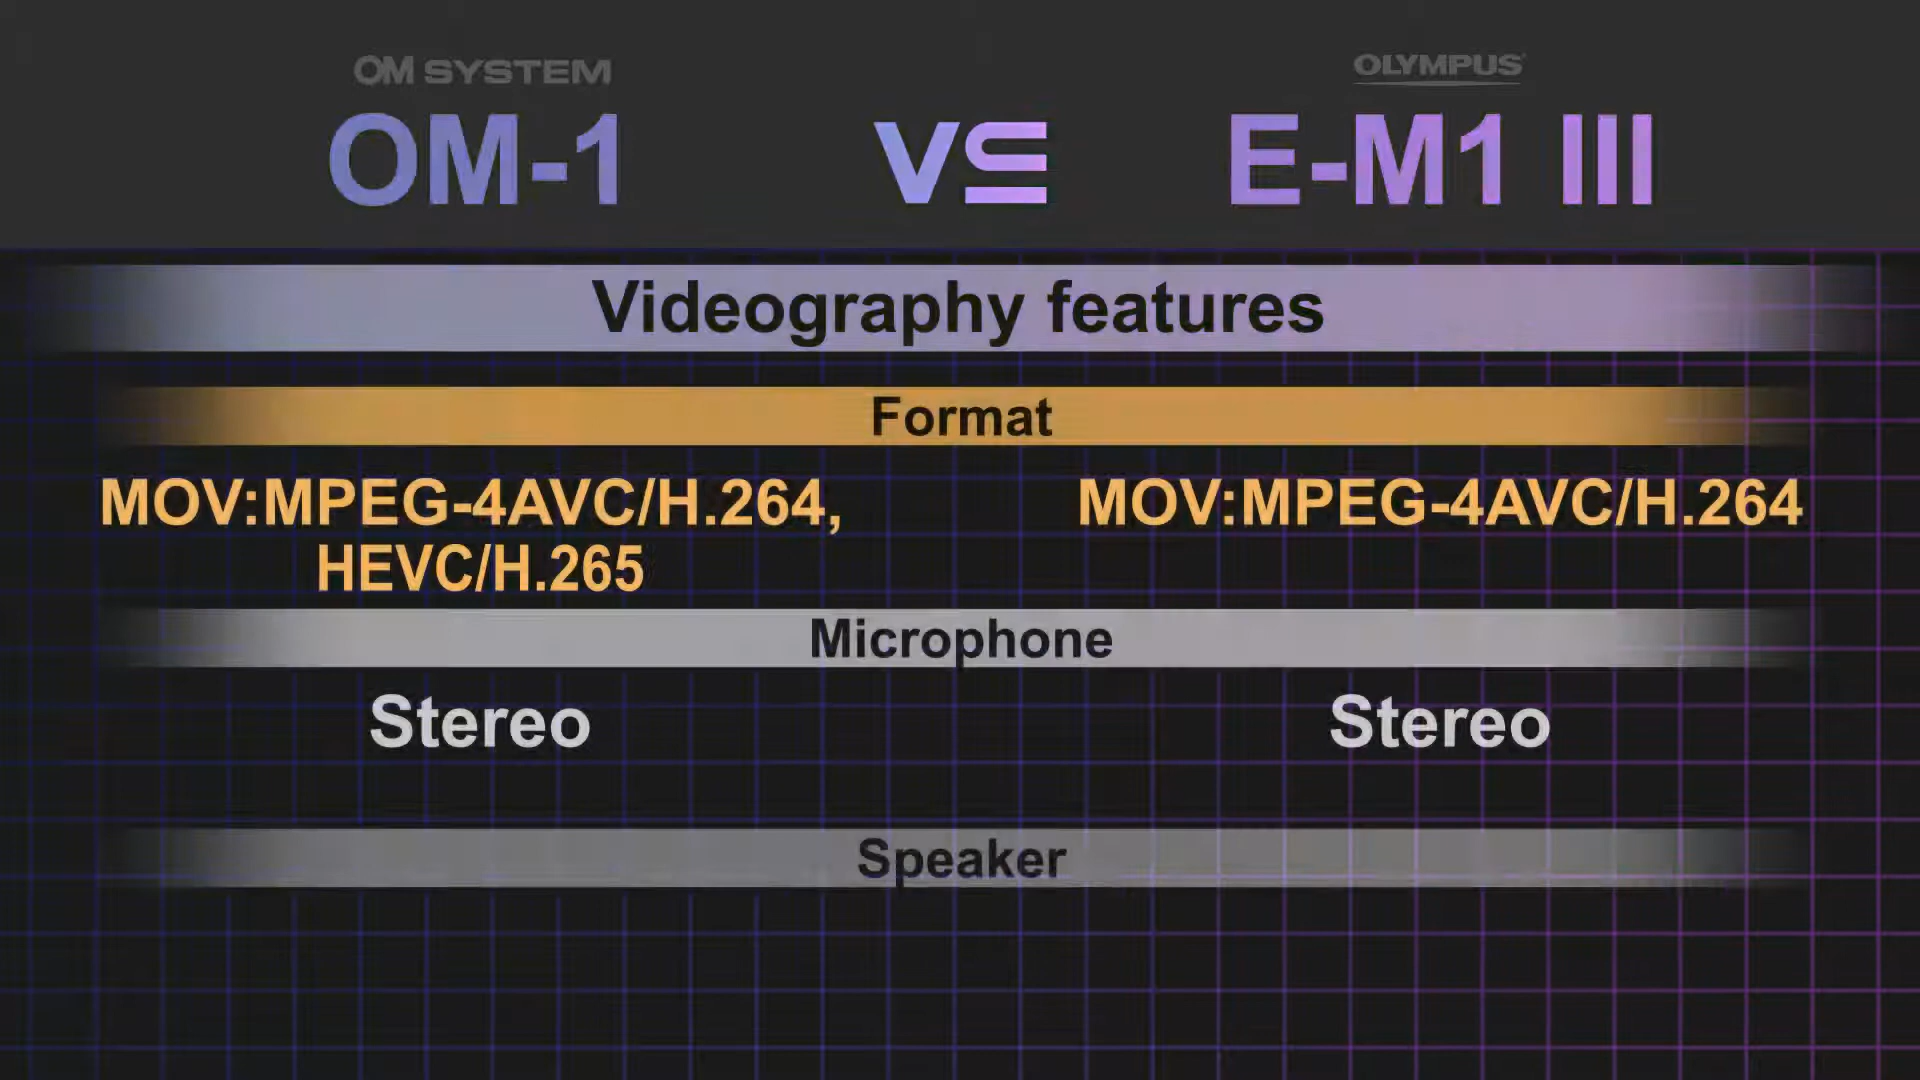 OM SYSTEM
OLYMPUS
OM-1
VS
E-M1 III
Videography features
Format
MOV:MPEG-4AVC/H.264,
HEVC/H.265
MOV:MPEG-4AVC/H.264
Microphone
Stereo
Stereo
Speaker